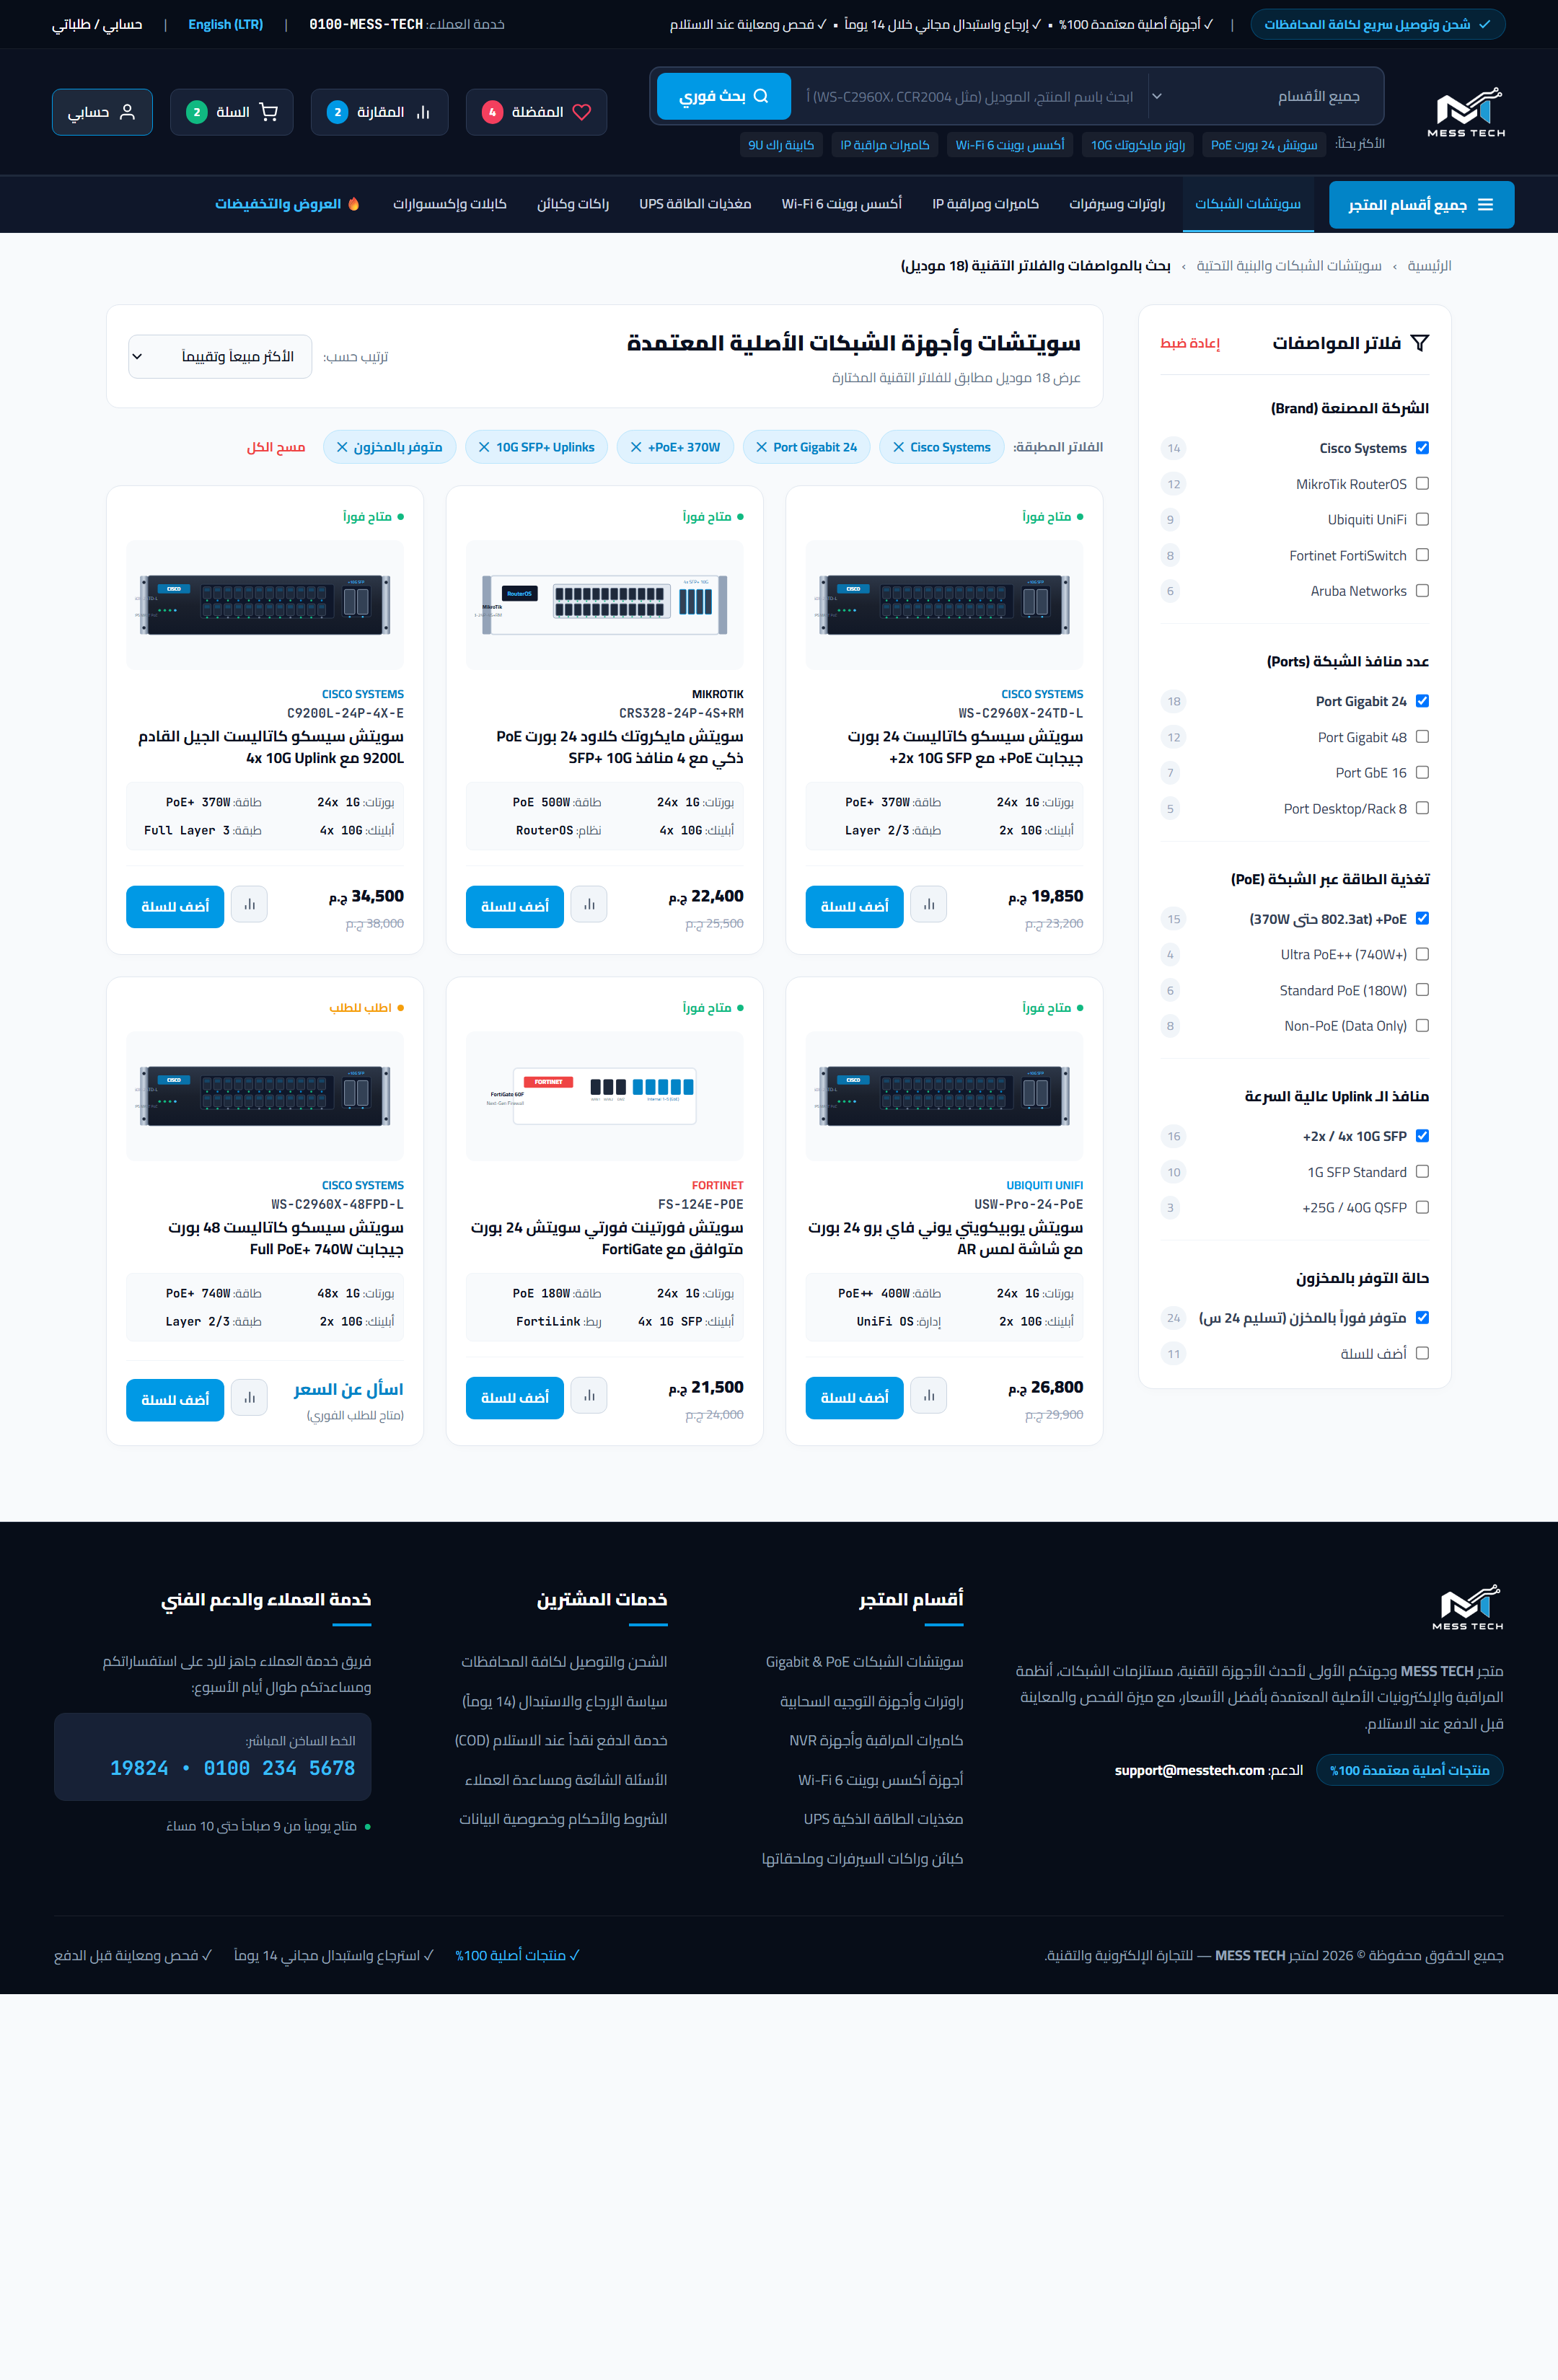 شحن وتوصيل سريع لكافة المحافظات
✓ أجهزة أصلية معتمدة 100% • ✓ إرجاع واستبدال مجاني خلال 14 يوماً • ✓ فحص ومعاينة عند الاستلام
خدمة العملاء: 0100-MESS-TECH | English (LTR) | حسابي / طلباتي
MESS TECH
جميع الأقسام
ابحث باسم المنتج، الموديل (مثل WS-C2960X، CCR2004) أ
بحث فوري
المفضلة 4
المقارنة 2
السلة 2
حسابي
الأكثر بحثاً: سويتش 24 بورت PoE راوتر مايكروتك 10G أكسس بوينت Wi-Fi 6 كاميرات مراقبة IP كابينة راك 9U
جميع أقسام المتجر
سويتشات الشبكات
راوترات وسيرفرات
كاميرات ومراقبة IP
أكسس بوينت Wi-Fi 6
مغذيات الطاقة UPS
راكات وكبائن
كابلات وإكسسوارات
🔥 العروض والتخفيضات
الرئيسية › سويتشات الشبكات والبنية التحتية › بحث بالمواصفات والفلاتر التقنية (18 موديل)
فلاتر المواصفات
إعادة ضبط
الشركة المصنعة (Brand)
Cisco Systems 14
MikroTik RouterOS 12
Ubiquiti UniFi 9
Fortinet FortiSwitch 8
Aruba Networks 6
عدد منافذ الشبكة (Ports)
24 Port Gigabit 18
48 Port Gigabit 12
16 Port GbE 7
8 Port Desktop/Rack 5
تغذية الطاقة عبر الشبكة (PoE)
PoE+ (802.3at حتى 370W) 15
Ultra PoE++ (740W+) 4
Standard PoE (180W) 6
Non-PoE (Data Only) 8
منافذ الـ Uplink عالية السرعة
2x / 4x 10G SFP+ 16
1G SFP Standard 10
25G / 40G QSFP+ 3
حالة التوفر بالمخزون
متوفر فوراً بالمخزن (تسليم 24 س) 24
أضف للسلة 11
سويتشات وأجهزة الشبكات الأصلية المعتمدة
عرض 18 موديل مطابق للفلاتر التقنية المختارة
ترتيب حسب: الأكثر مبيعاً وتقييماً
الفلاتر المطبقة: Cisco Systems 24 Port Gigabit PoE+ 370W+ 10G SFP+ Uplinks متوفر بالمخزون مسح الكل
متاح فوراً
CISCO
CISCO SYSTEMS
WS-C2960X-24TD-L
سويتش سيسكو كاتاليست 24 بورت
جيجابت PoE+ مع 2x 10G SFP+
بورتات: 24x 1G طاقة: PoE+ 370W
أبلينك: 2x 10G طبقة: Layer 2/3
19,850 ج.م
23,200 ج.م
أضف للسلة
متاح فوراً
RouterOS
MikroTik
MIKROTIK
CRS328-24P-4S+RM
سويتش مايكروتك كلاود 24 بورت PoE
ذكي مع 4 منافذ 10G SFP+
بورتات: 24x 1G طاقة: PoE 500W
أبلينك: 4x 10G نظام: RouterOS
22,400 ج.م
25,500 ج.م
أضف للسلة
متاح فوراً
CISCO
CISCO SYSTEMS
C9200L-24P-4X-E
سويتش سيسكو كاتاليست الجيل القادم
9200L مع 4x 10G Uplink
بورتات: 24x 1G طاقة: PoE+ 370W
أبلينك: 4x 10G طبقة: Full Layer 3
34,500 ج.م
38,000 ج.م
أضف للسلة
متاح فوراً
CISCO
UBIQUITI UNIFI
USW-Pro-24-PoE
سويتش يوبيكويتي يوني فاي برو 24 بورت
مع شاشة لمس AR
بورتات: 24x 1G طاقة: PoE++ 400W
أبلينك: 2x 10G إدارة: UniFi OS
26,800 ج.م
29,900 ج.م
أضف للسلة
متاح فوراً
FORTINET
FortiGate 60F
Next-Gen Firewall
FORTINET
FS-124E-POE
سويتش فورتينت فورتي سويتش 24 بورت
متوافق مع FortiGate
بورتات: 24x 1G طاقة: PoE 180W
أبلينك: 4x 1G SFP ربط: FortiLink
21,500 ج.م
24,000 ج.م
أضف للسلة
اطلب للطلب
CISCO
CISCO SYSTEMS
WS-C2960X-48FPD-L
سويتش سيسكو كاتاليست 48 بورت
جيجابت Full PoE+ 740W
بورتات: 48x 1G طاقة: PoE+ 740W
أبلينك: 2x 10G طبقة: Layer 2/3
اسأل عن السعر
(متاح للطلب الفوري)
أضف للسلة
MESS TECH
متجر MESS TECH وجهتكم الأولى لأحدث الأجهزة التقنية، مستلزمات الشبكات، أنظمة
المراقبة والإلكترونيات الأصلية المعتمدة بأفضل الأسعار، مع ميزة الفحص والمعاينة
قبل الدفع عند الاستلام.
منتجات أصلية معتمدة 100% الدعم: support@messtech.com
أقسام المتجر
سويتشات الشبكات Gigabit & PoE
راوترات وأجهزة التوجيه السحابية
كاميرات المراقبة وأجهزة NVR
أجهزة أكسس بوينت Wi-Fi 6
مغذيات الطاقة الذكية UPS
كبائن وراكات السيرفرات وملحقاتها
خدمات المشترين
الشحن والتوصيل لكافة المحافظات
سياسة الإرجاع والاستبدال (14 يوماً)
خدمة الدفع نقداً عند الاستلام (COD)
الأسئلة الشائعة ومساعدة العملاء
الشروط والأحكام وخصوصية البيانات
خدمة العملاء والدعم الفني
فريق خدمة العملاء جاهز للرد على استفساراتكم
ومساعدتكم طوال أيام الأسبوع:
الخط الساخن المباشر:
19824 • 0100 234 5678
متاح يومياً من 9 صباحاً حتى 10 مساءً
جميع الحقوق محفوظة © 2026 لمتجر MESS TECH — للتجارة الإلكترونية والتقنية.
✓ منتجات أصلية 100% ✓ استرجاع واستبدال مجاني 14 يوماً ✓ فحص ومعاينة قبل الدفع